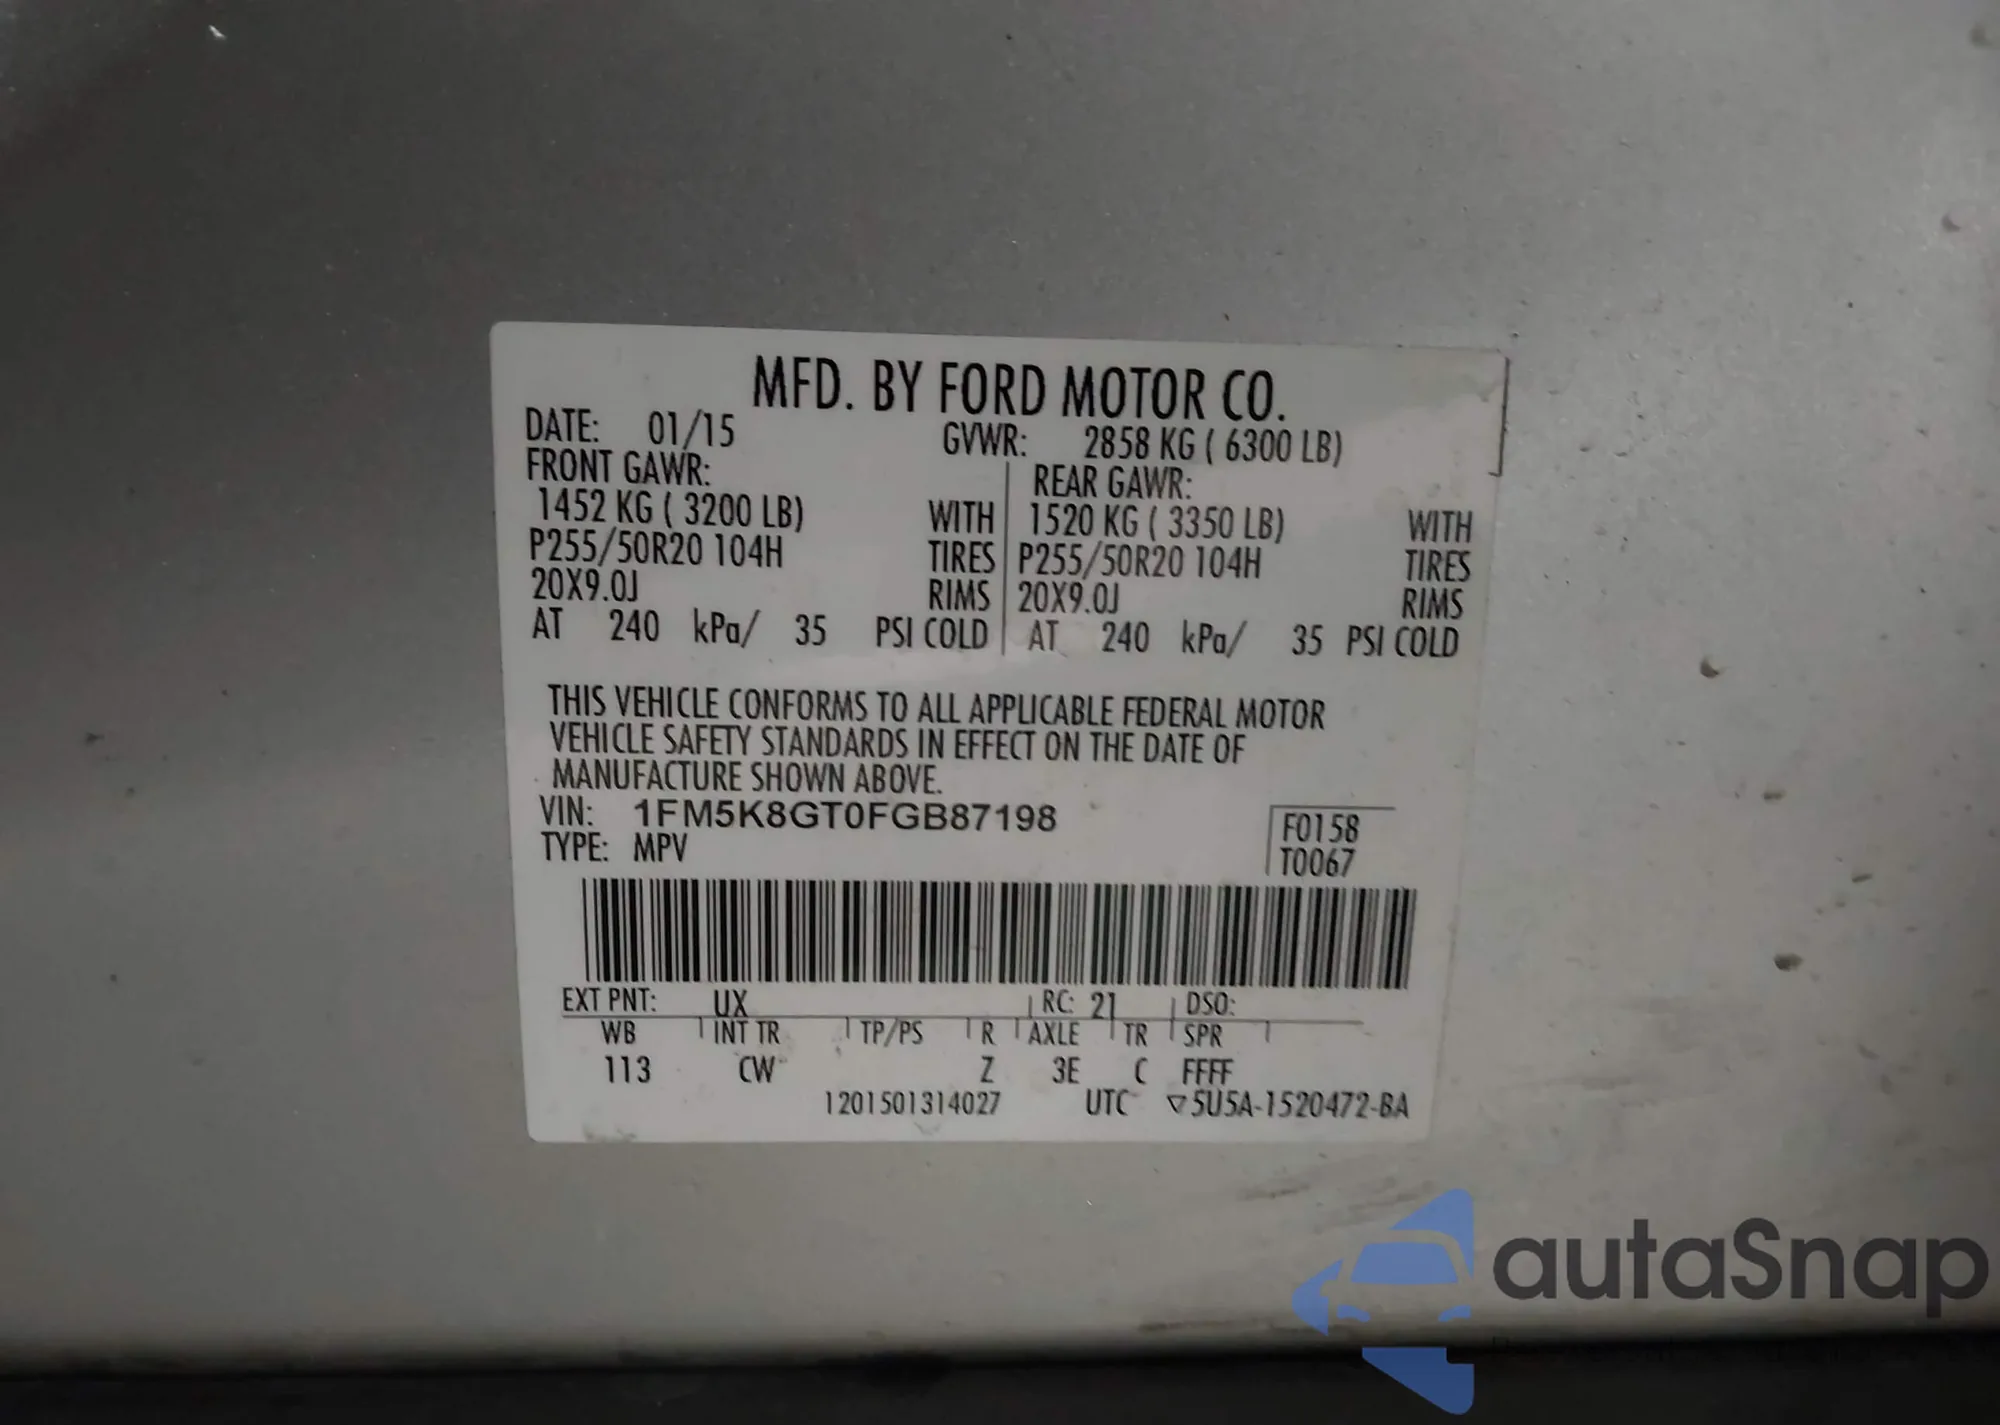 MFD. BY FORD MOTOR CO.
DATE: 01/15 GVWR: 2858 KG ( 6300 LB)
FRONT GAWR: REAR GAWR:
1452 KG ( 3200 LB) WITH 1520 KG ( 3350 LB) WITH
P255/50R20 104H TIRES P255/50R20 104H TIRES
20X9.0J RIMS 20X9.0J RIMS
AT 240 kPa/ 35 PSI COLD AT 240 kPa/ 35 PSI COLD
THIS VEHICLE CONFORMS TO ALL APPLICABLE FEDERAL MOTOR
VEHICLE SAFETY STANDARDS IN EFFECT ON THE DATE OF
MANUFACTURE SHOWN ABOVE.
VIN: 1FM5K8GT0FGB87198 F0158
TYPE: MPV T0067
EXT PNT: UX RC: 21 DSO:
WB INT TR TP/PS R AXLE TR SPR
113 CW Z 3E C FFFF
1201501314027 UTC ▽5U5A-1520472-BA
autaSnap